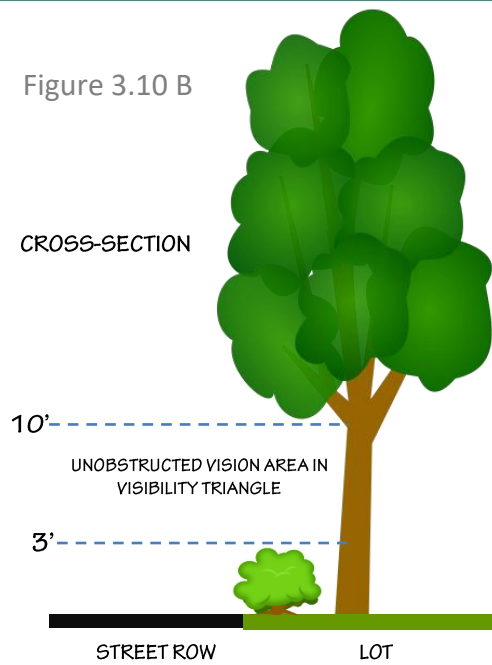 Figure 3.10 B
CROSS-SECTION
10'
UNOBSTRUCTED VISION AREA IN
VISIBILITY TRIANGLE
3'
STREET ROW
LOT